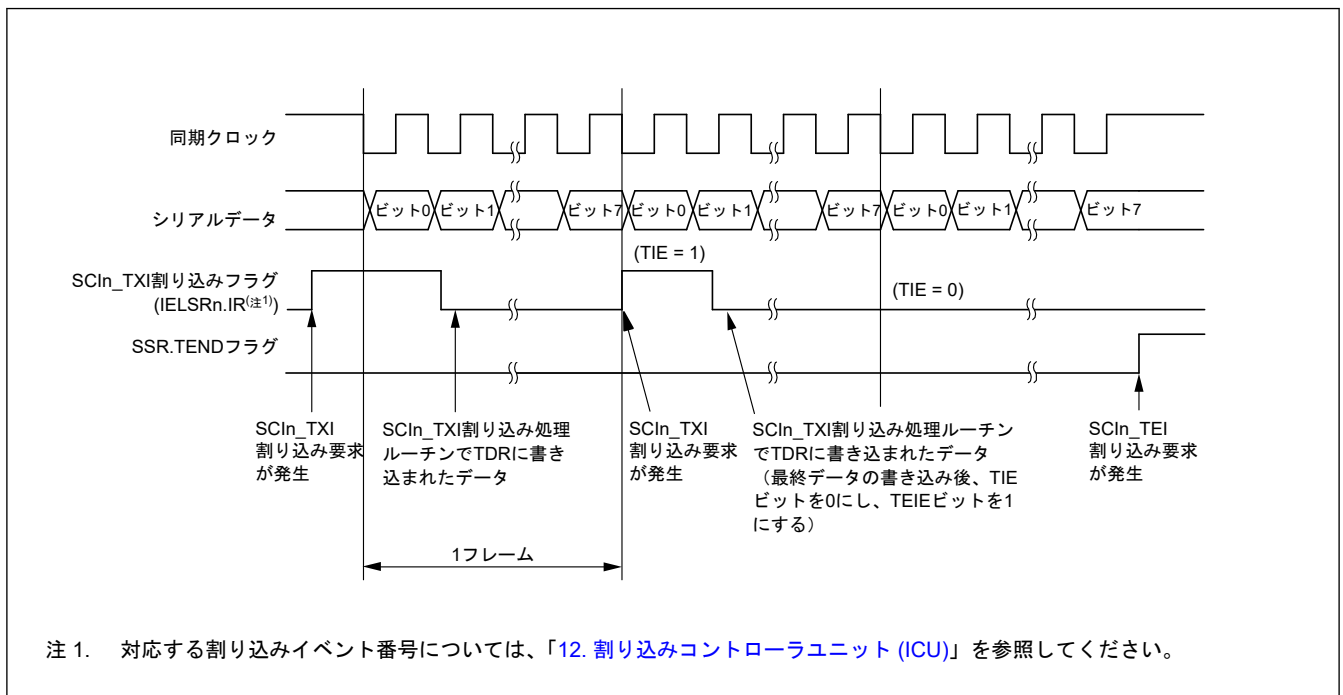 同期クロック
シリアルデータ
ビット0 ビット1 ビット7 ビット0 ビット1 ビット7 ビット0 ビット1 ビット7
(TIE = 1)
SCIn_TXI割り込みフラグ
(IELSRn.IR(注1))
(TIE = 0)
SSR.TENDフラグ
SCIn_TXI
割り込み要求
が発生
SCIn_TXI割り込み処理
ルーチンでTDRに書き
込まれたデータ
SCIn_TXI
割り込み要求
が発生
SCIn_TXI割り込み処理ルーチン
でTDRに書き込まれたデータ
(最終データの書き込み後、TIE
ビットを0にし、TEIEビットを1
にする)
SCIn_TEI
割り込み要求
が発生
1フレーム
注 1. 対応する割り込みイベント番号については、「12. 割り込みコントローラユニット (ICU)」を参照してください。